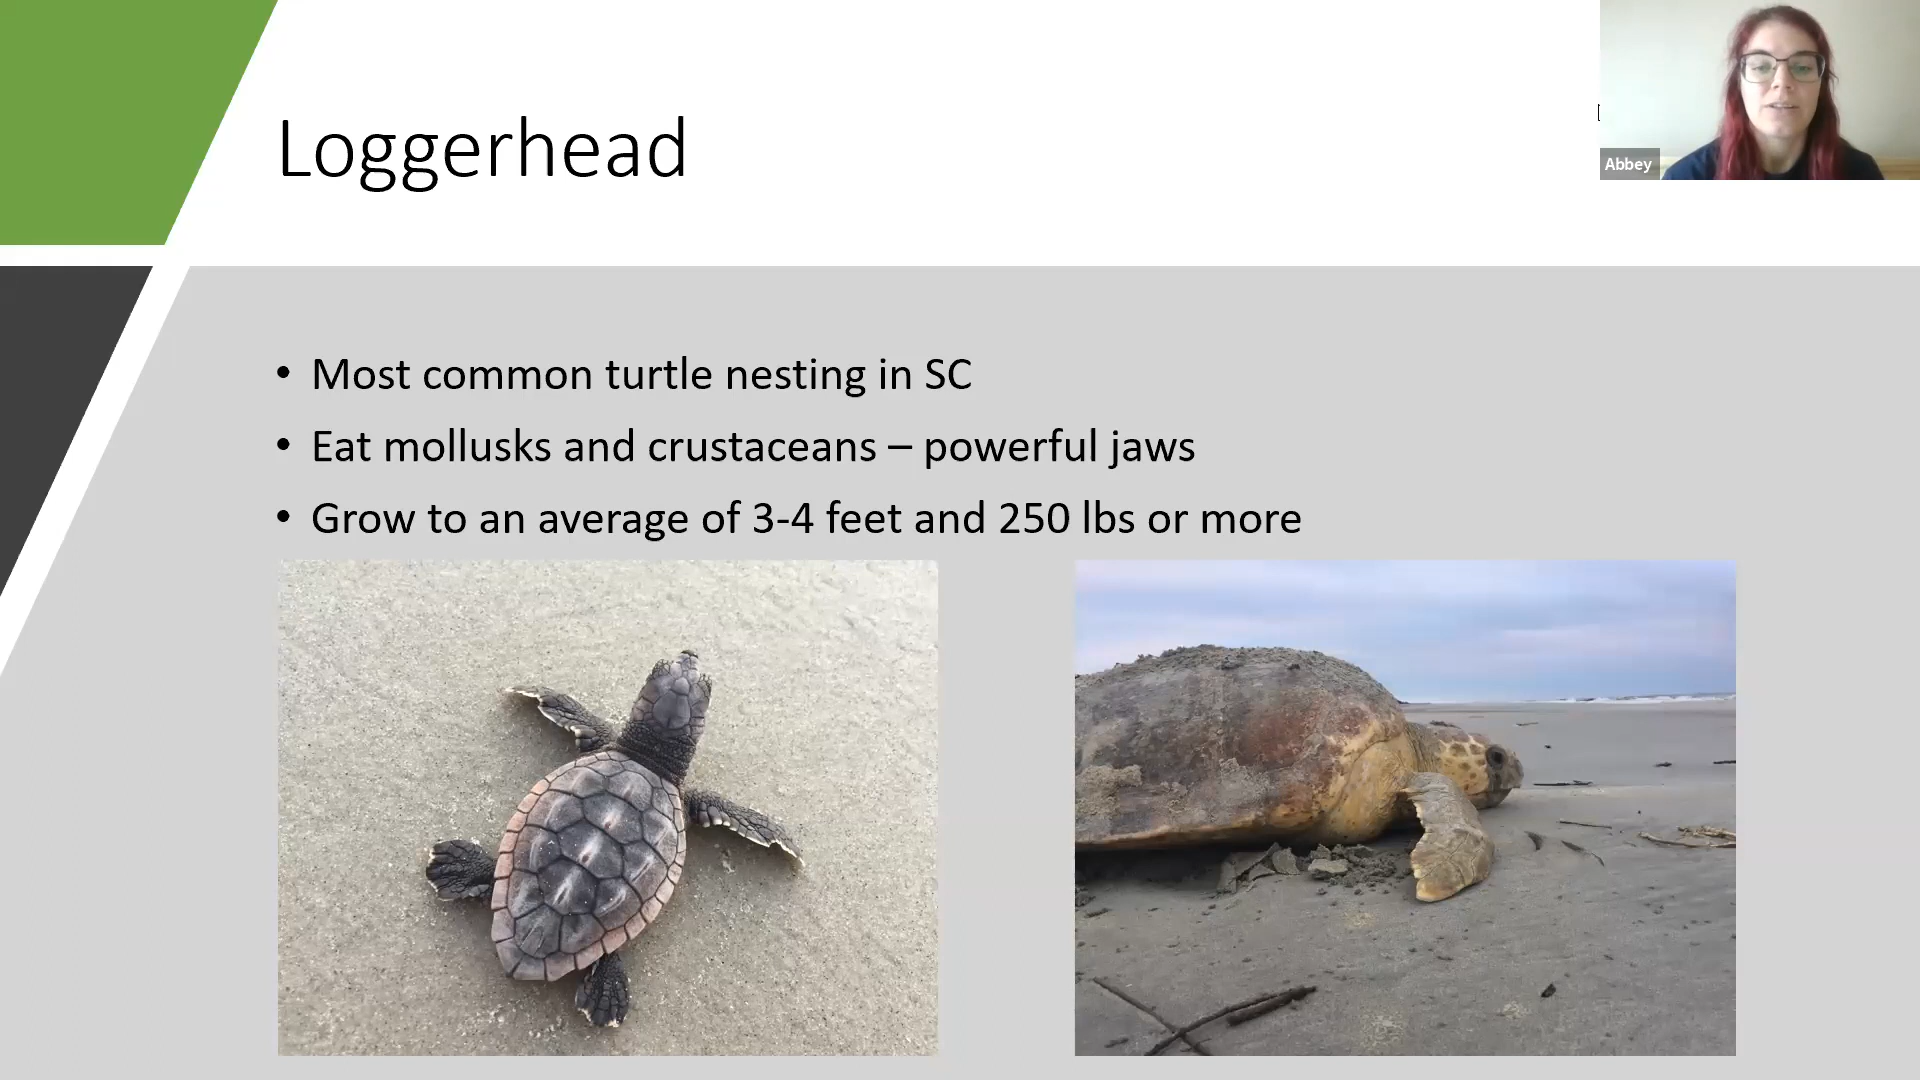 Loggerhead
Abbey
• Most common turtle nesting in SC
• Eat mollusks and crustaceans – powerful jaws
• Grow to an average of 3-4 feet and 250 lbs or more